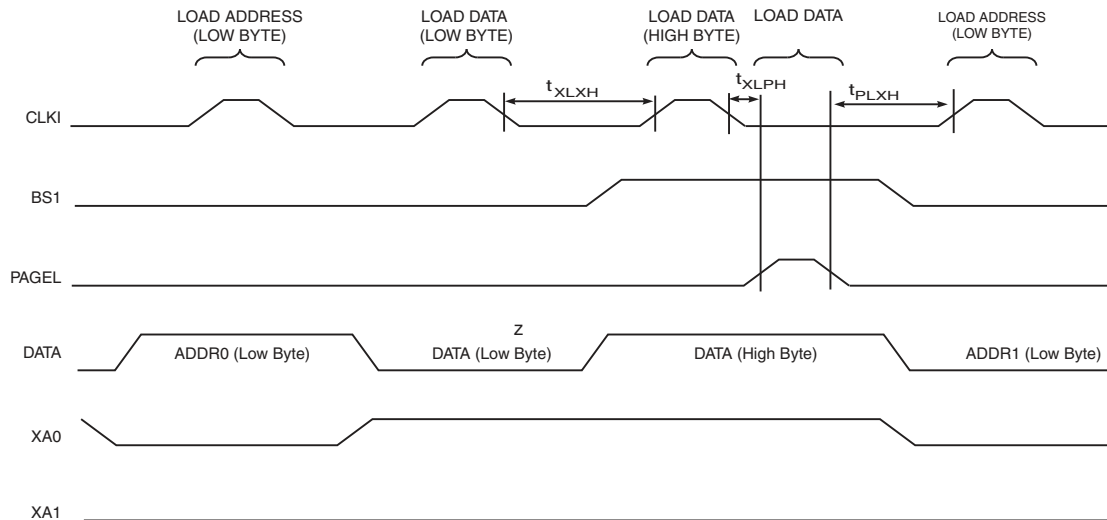 LOAD ADDRESS
(LOW BYTE)
LOAD DATA
(LOW BYTE)
LOAD DATA
(HIGH BYTE)
LOAD DATA
LOAD ADDRESS
(LOW BYTE)
tXLXH
tXLPH
tPLXH
CLKI
BS1
PAGEL
z
DATA
ADDR0 (Low Byte)
DATA (Low Byte)
DATA (High Byte)
ADDR1 (Low Byte)
XA0
XA1